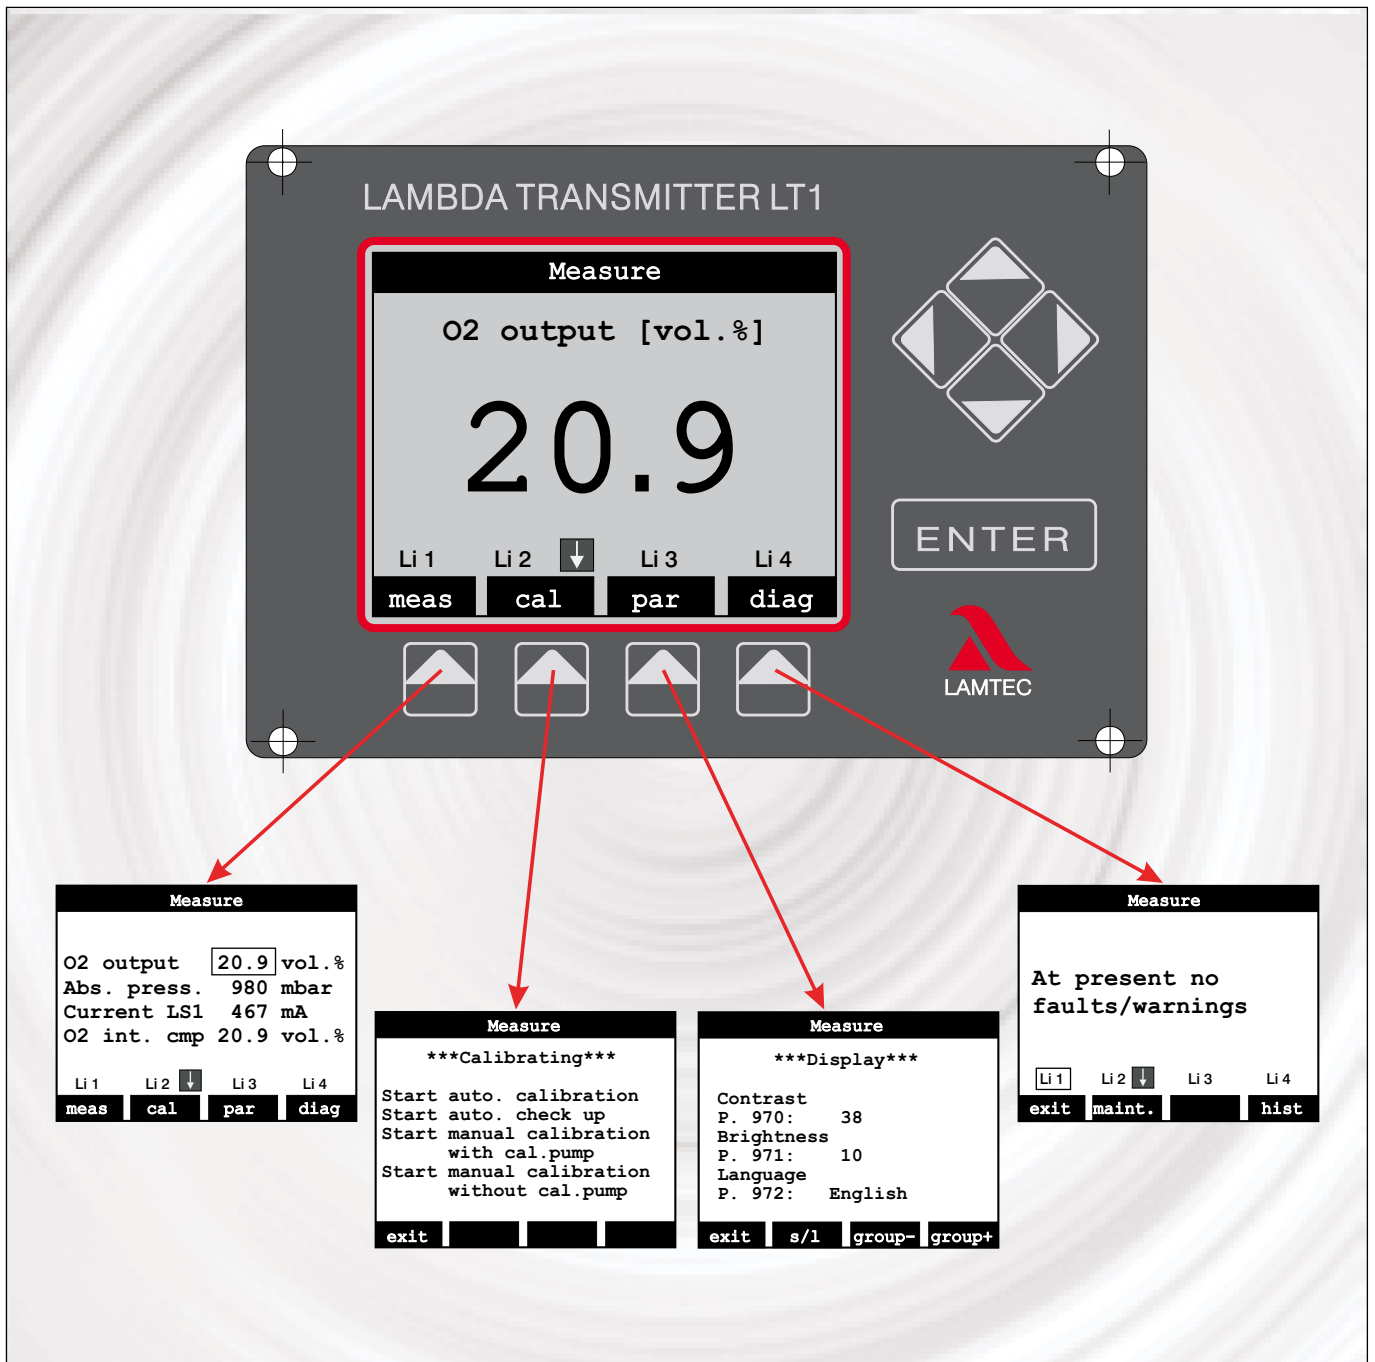 LAMBDA TRANSMITTER LT1
Measure
O2 output [vol.%]
20.9
Li 1 Li 2 Li 3 Li 4
meas cal par diag
ENTER
LAMTEC
Measure
O2 output 20.9 vol.%
Abs. press. 980 mbar
Current LS1 467 mA
O2 int. cmp 20.9 vol.%
Li 1 Li 2 Li 3 Li 4
meas cal par diag
Measure
***Calibrating***
Start auto. calibration
Start auto. check up
Start manual calibration
with cal.pump
Start manual calibration
without cal.pump
exit
Measure
***Display***
Contrast
P. 970: 38
Brightness
P. 971: 10
Language
P. 972: English
exit s/l group- group+
Measure
At present no
faults/warnings
Li 1 Li 2 Li 3 Li 4
exit maint. hist